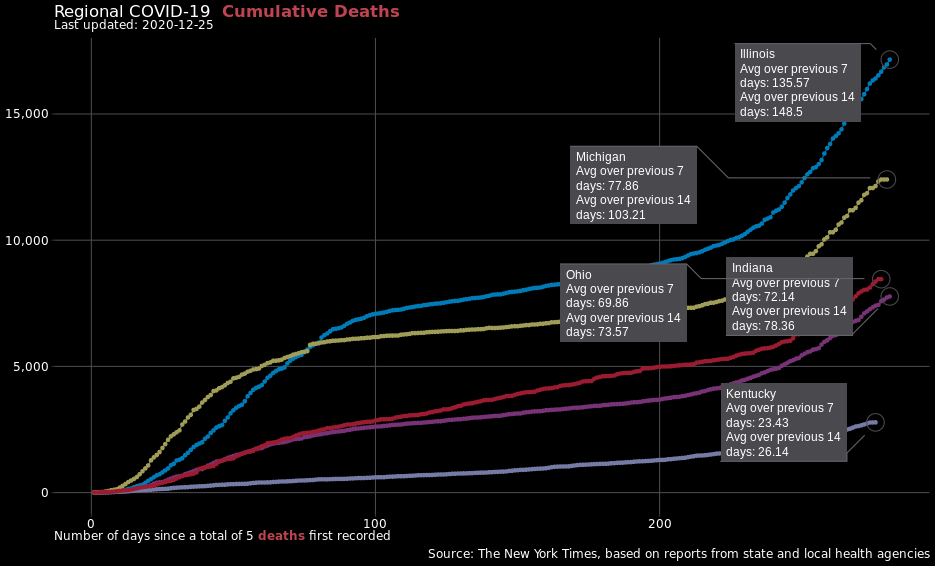 Regional COVID-19 Cumulative Deaths
Last updated: 2020-12-25
Illinois
Avg over previous 7
days: 135.57
Avg over previous 14
days: 148.5
15,000
Michigan
Avg over previous 7
days: 77.86
Avg over previous 14
days: 103.21
10,000
Ohio
Avg over previous 7
days: 69.86
Avg over previous 14
days: 73.57
Indiana
Avg over previous 7
days: 72.14
Avg over previous 14
days: 78.36
5,000
Kentucky
Avg over previous 7
days: 23.43
Avg over previous 14
days: 26.14
0
0 100 200
Number of days since a total of 5 deaths first recorded
Source: The New York Times, based on reports from state and local health agencies